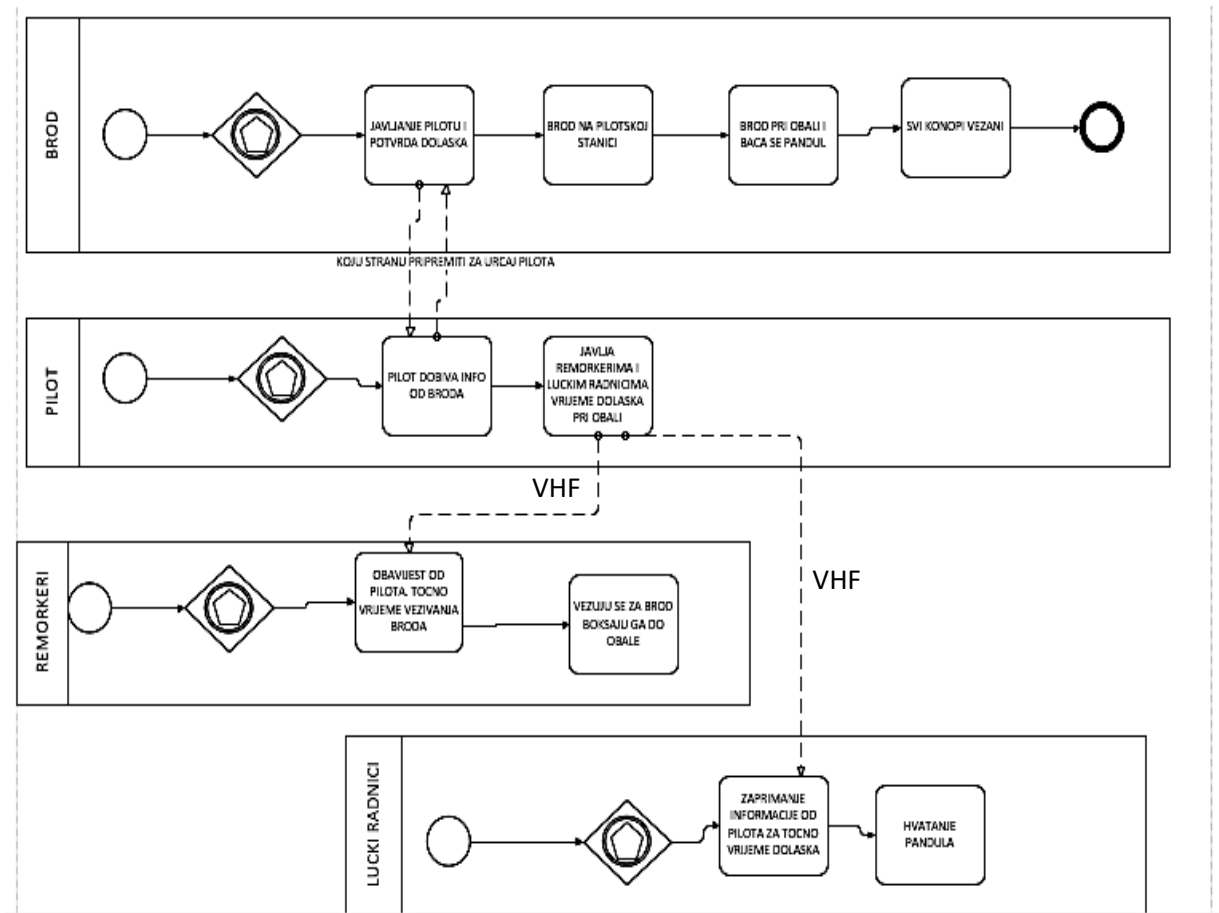 BROD
JAVLJANJE PILOTU I
POTVRDA DOLASKA
BROD NA PILOTSKOJ
STANICI
BROD PRI OBALI I
BACA SE PANDUL
SVI KONOPI VEZANI
KOJU STRANU PRIPREMITI ZA URCAJ PILOTA
PILOT
PILOT DOBIVA INFO
OD BRODA
JAVLJA
REMORKERIMA I
LUCKIM RADNICIMA
VRIJEME DOLASKA
PRI OBALI
VHF
VHF
REMORKERI
OBAVIJEST OD
PILOTA. TOCNO
VRIJEME VEZIVANJA
BRODA
VEZUJU SE ZA BROD
BOKSAJU GA DO
OBALE
LUCKI RADNICI
ZAPRIMANJE
INFORMACIJE OD
PILOTA ZA TOCNO
VRIJEME DOLASKA
HVATANJE
PANDULA